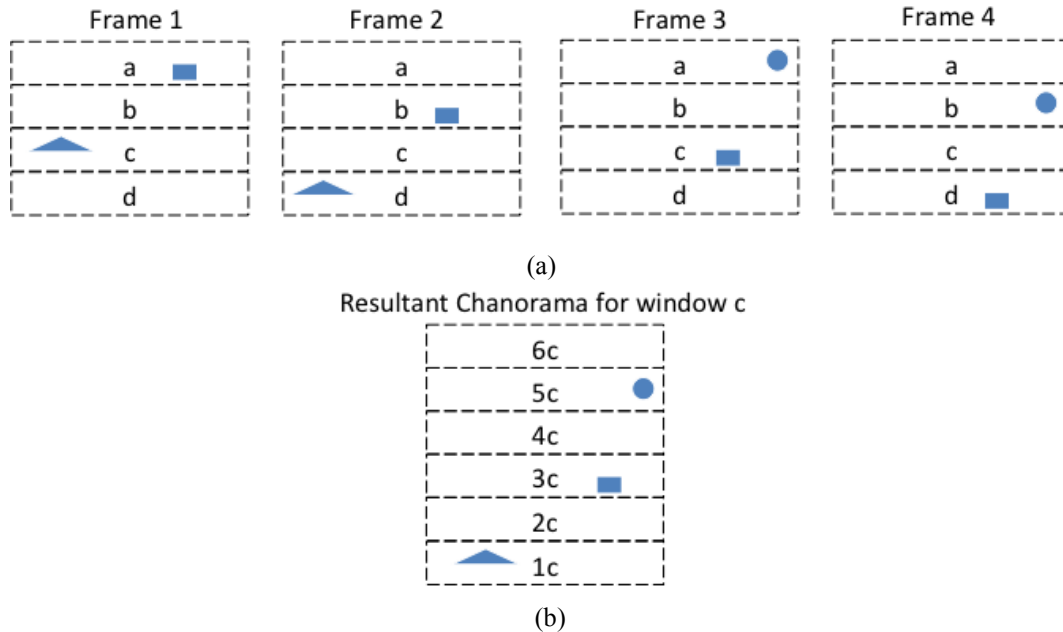 Frame 1 Frame 2 Frame 3 Frame 4
a a a a
b b b b
c c c c
d d d d
(a)
Resultant Chanorama for window c
6c
5c
4c
3c
2c
1c
(b)